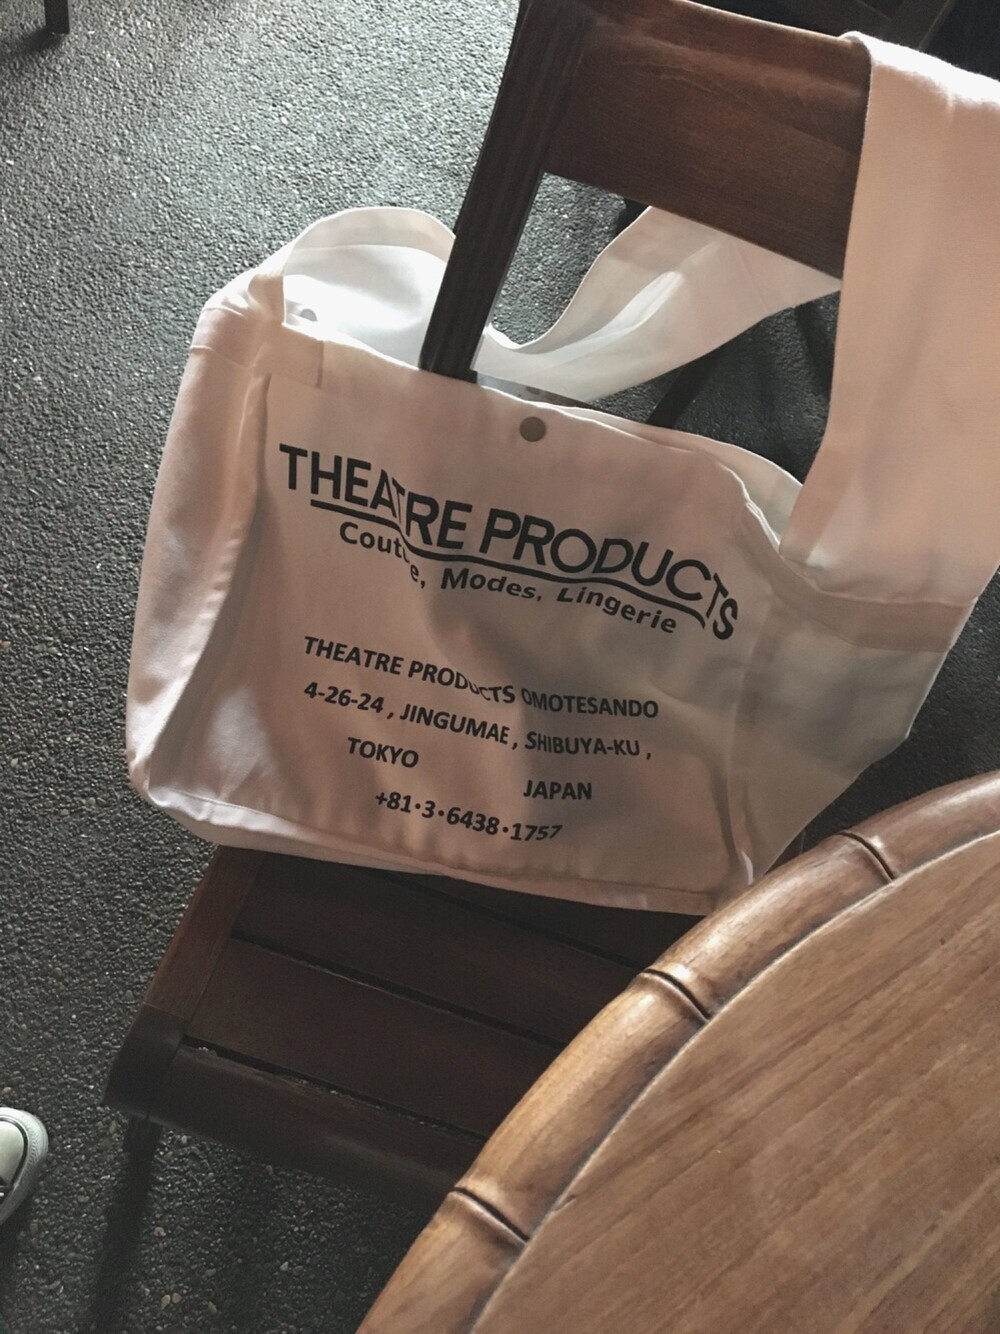 THEATRE PRODUCTS
Couture, Modes, Lingerie
THEATRE PRODUCTS OMOTESANDO
4-26-24 , JINGUMAE , SHIBUYA-KU ,
TOKYO JAPAN
+81・3・6438・1757